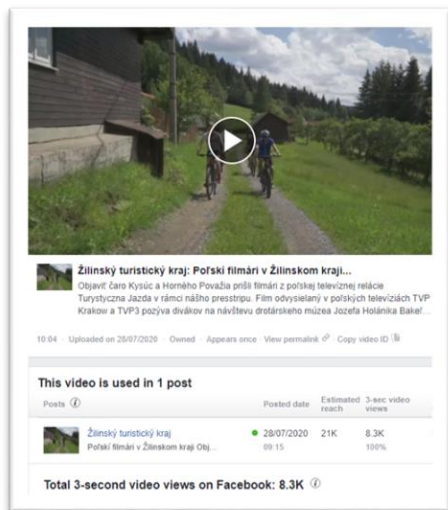 Žilinský turistický kraj: Poľskí filmári v Žilinskom kraji...
Objaviť čaro Kysúc a Horného Považia prišli filmári z poľskej televíznej relácie
Turystyczna Jazda v rámci nášho presstripu. Film odvysielaný v poľských televíziách TVP
Krakow a TVP3 pozýva divákov na návštevu drotárskeho múzea Jozefa Holánika Bakeľ...
10:04 · Uploaded on 28/07/2020 · Owned · Appears once · View permalink · Copy video ID
This video is used in 1 post
Posts Posted date Estimated reach 3-sec video views
Žilinský turistický kraj 28/07/2020 21K 8.3K
Poľskí filmári v Žilinskom kraji Obj... 09:15 100%
Total 3-second video views on Facebook: 8.3K